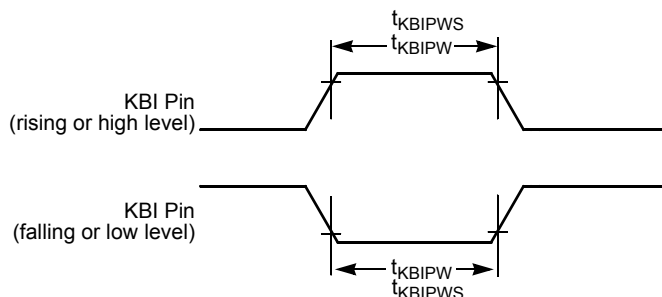 tKBIPWS
tKBIPW
KBI Pin
(rising or high level)
KBI Pin
(falling or low level)
tKBIPW
tKBIPWS